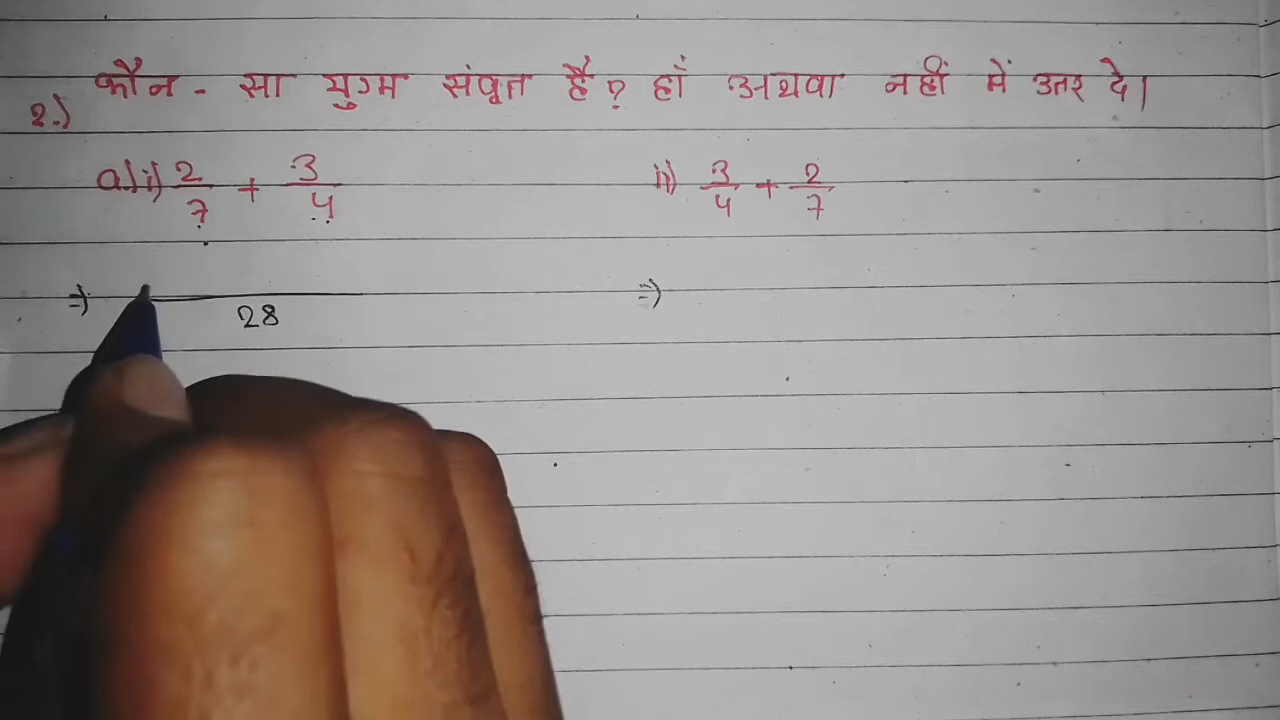 कौन - सा युग्म संवृत है? हाँ अथवा नहीं में उत्तर दे।
2.)
a) i) 2/7 + 3/4 ii) 3/4 + 2/7
⇒) 28 ⇒)